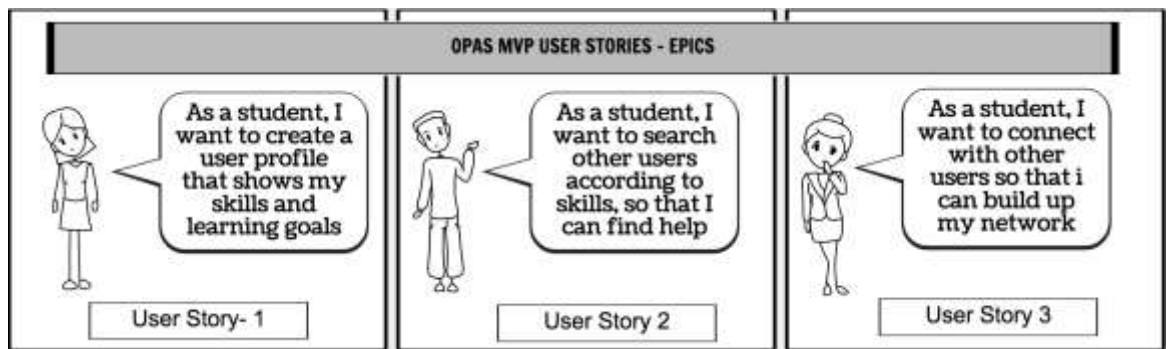 OPAS MVP USER STORIES - EPICS
As a student, I
want to create a
user profile
that shows my
skills and
learning goals
User Story- 1
As a student, I
want to search
other users
according to
skills, so that I
can find help
User Story 2
As a student, I
want to connect
with other
users so that i
can build up
my network
User Story 3